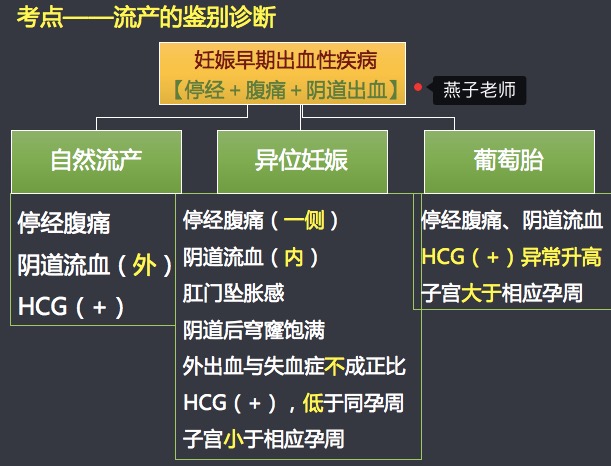 考点——流产的鉴别诊断
妊娠早期出血性疾病
【停经+腹痛+阴道出血】
燕子老师
自然流产
停经腹痛
阴道流血（外）
HCG（+）
异位妊娠
停经腹痛（一侧）
阴道流血（内）
肛门坠胀感
阴道后穹窿饱满
外出血与失血症不成正比
HCG（+），低于同孕周
子宫小于相应孕周
葡萄胎
停经腹痛、阴道流血
HCG（+）异常升高
子宫大于相应孕周